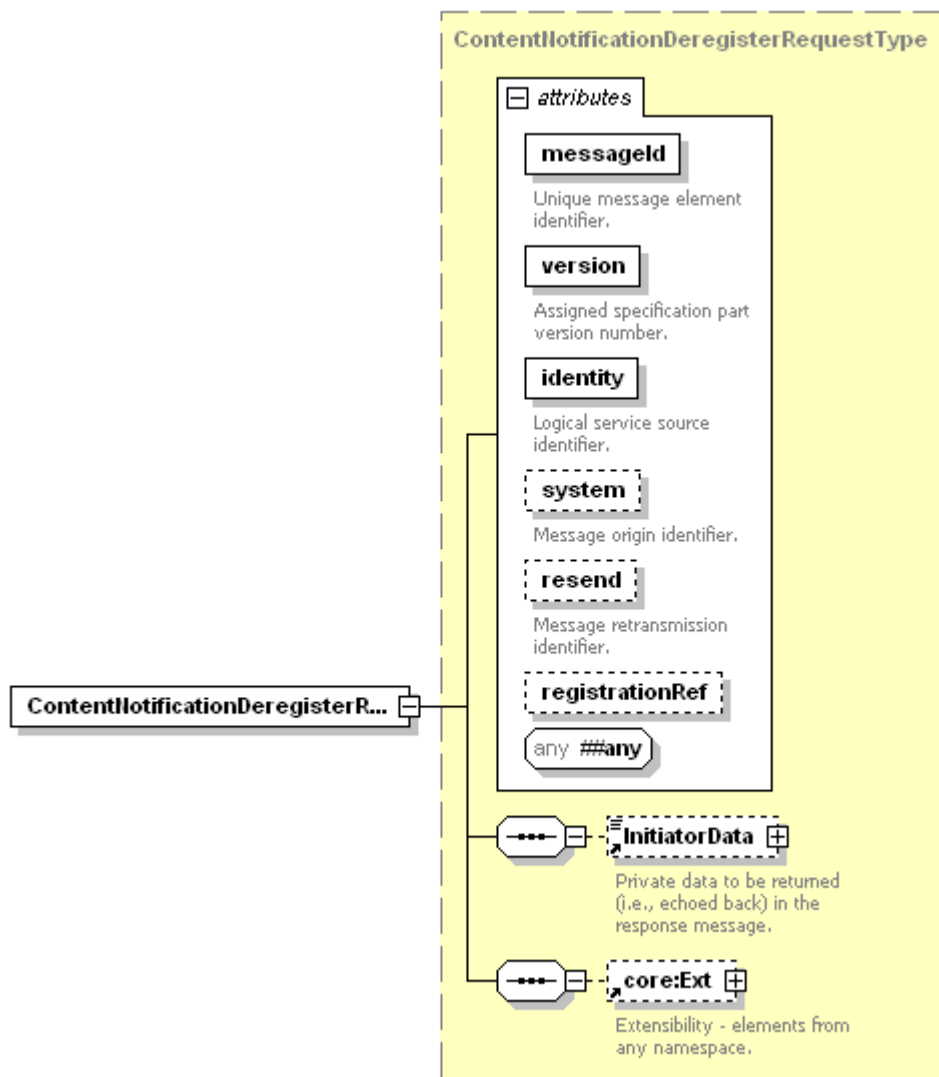 ContentNotificationDeregisterRequestType
attributes
messageId
Unique message element
identifier.
version
Assigned specification part
version number.
identity
Logical service source
identifier.
system
Message origin identifier.
resend
Message retransmission
identifier.
ContentNotificationDeregisterR...
registrationRef
any ##any
InitiatorData
Private data to be returned
(i.e., echoed back) in the
response message.
core:Ext
Extensibility - elements from
any namespace.